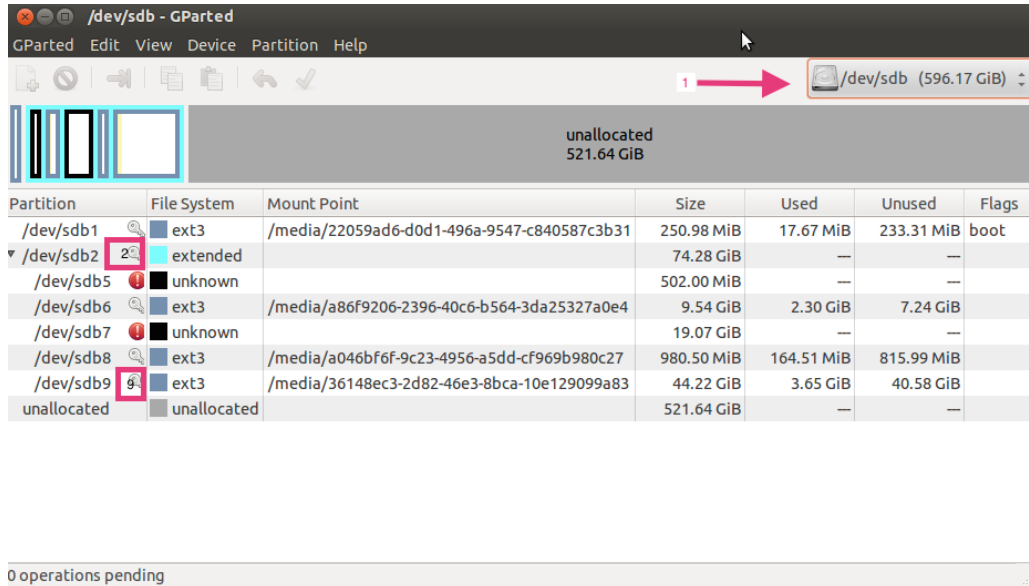 /dev/sdb - GParted
GParted Edit View Device Partition Help
1
/dev/sdb (596.17 GiB)
unallocated
521.64 GiB
Partition File System Mount Point Size Used Unused Flags
/dev/sdb1 ext3 /media/22059ad6-d0d1-496a-9547-c840587c3b31 250.98 MiB 17.67 MiB 233.31 MiB boot
/dev/sdb2 2 extended 74.28 GiB --- ---
/dev/sdb5 unknown 502.00 MiB --- ---
/dev/sdb6 ext3 /media/a86f9206-2396-40c6-b564-3da25327a0e4 9.54 GiB 2.30 GiB 7.24 GiB
/dev/sdb7 unknown 19.07 GiB --- ---
/dev/sdb8 ext3 /media/a046bf6f-9c23-4956-a5dd-cf969b980c27 980.50 MiB 164.51 MiB 815.99 MiB
/dev/sdb9 9 ext3 /media/36148ec3-2d82-46e3-8bca-10e129099a83 44.22 GiB 3.65 GiB 40.58 GiB
unallocated unallocated 521.64 GiB --- ---
0 operations pending